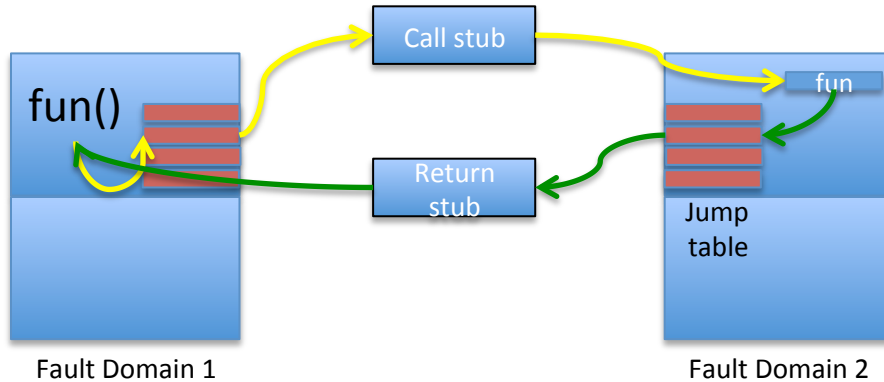 Call stub
fun()
fun
Return
stub
Jump
table
Fault Domain 1
Fault Domain 2